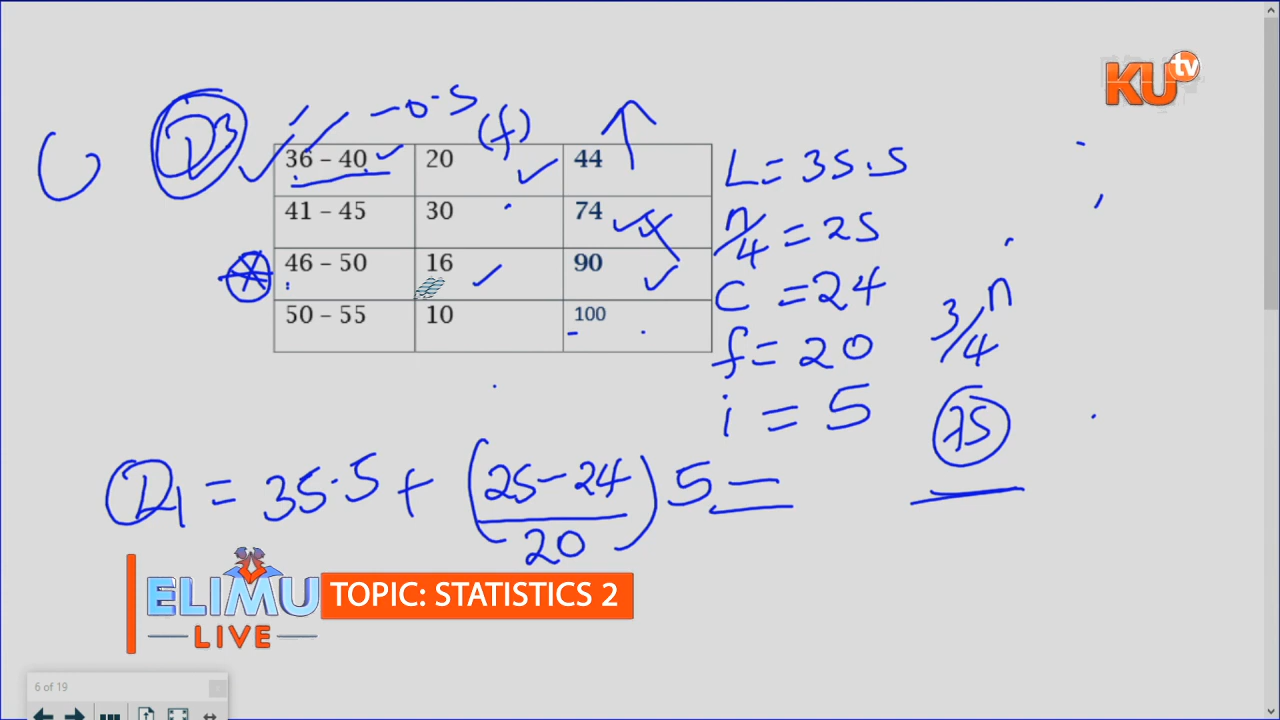 KU tv
-0.5
(f)
36 – 40 20 44
41 – 45 30 74
46 – 50 16 90
50 – 55 10 100
L = 35.5
n/4 = 25
C = 24
f = 20
i = 5
3/4 n
75
= 35.5 + (25-24/20) 5 =
ELIMU
LIVE
TOPIC: STATISTICS 2
6 of 19